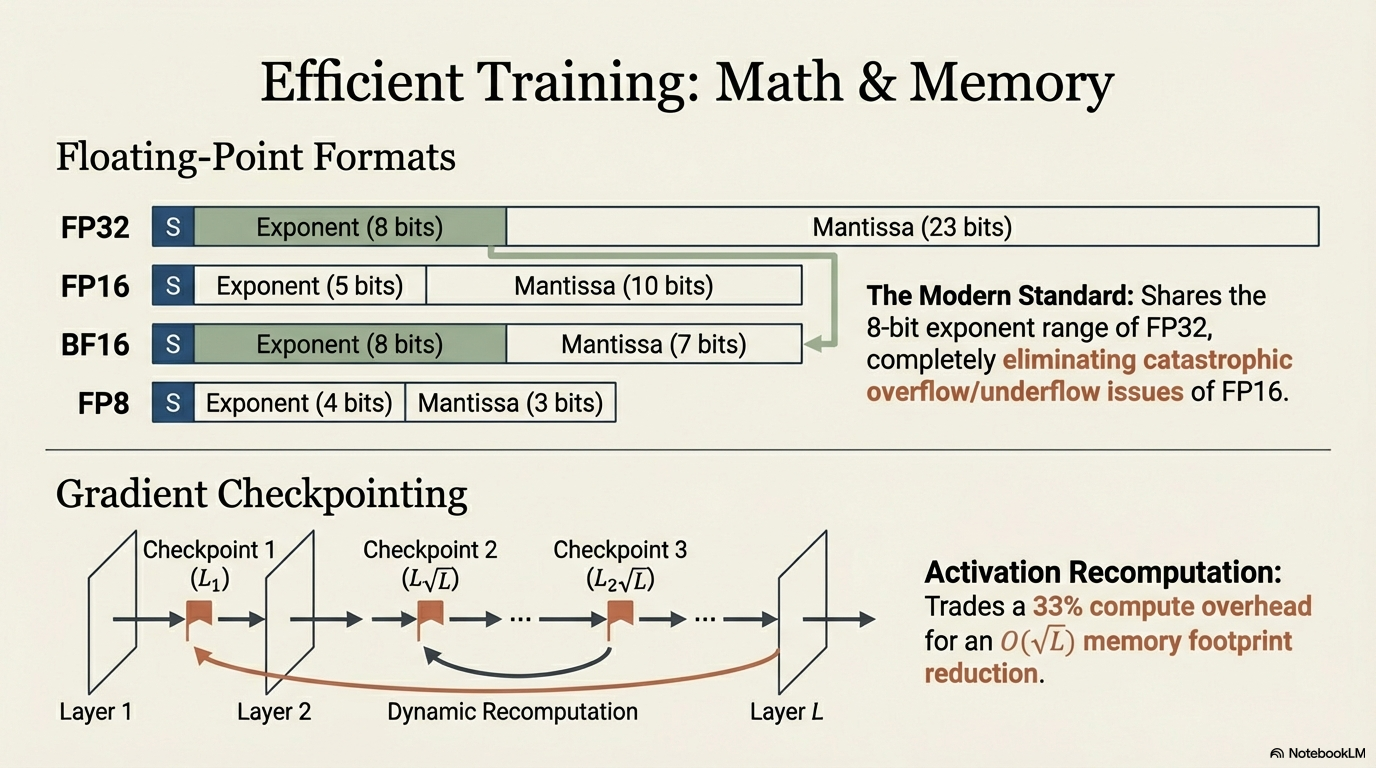 Efficient Training: Math & Memory
Floating-Point Formats
FP32 S Exponent (8 bits) Mantissa (23 bits)
FP16 S Exponent (5 bits) Mantissa (10 bits)
BF16 S Exponent (8 bits) Mantissa (7 bits)
FP8 S Exponent (4 bits) Mantissa (3 bits)
The Modern Standard: Shares the
8-bit exponent range of FP32,
completely eliminating catastrophic
overflow/underflow issues of FP16.
Gradient Checkpointing
Checkpoint 1 Checkpoint 2 Checkpoint 3
(L₁) (L√L) (L₂√L)
... ...
Layer 1 Layer 2 Dynamic Recomputation Layer L
Activation Recomputation:
Trades a 33% compute overhead
for an O(√L) memory footprint
reduction.
NotebookLM